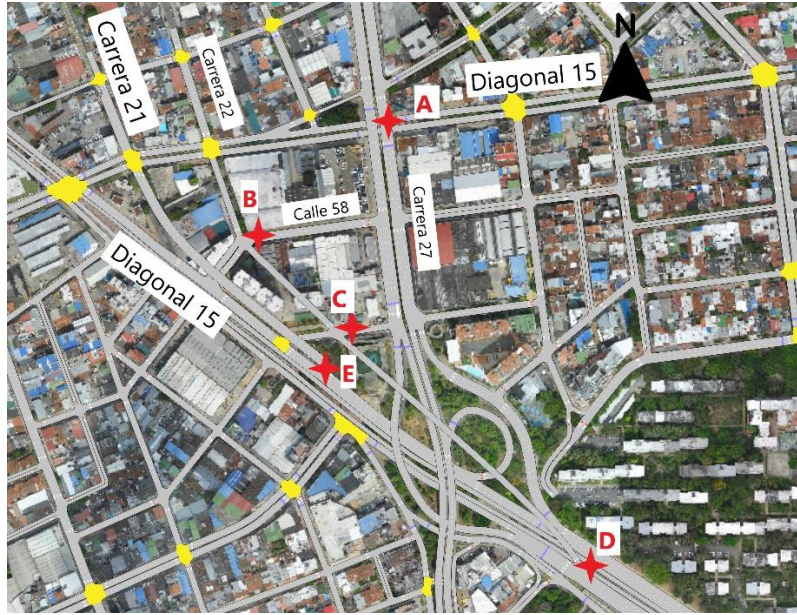 N
Carrera 21
Carrera 22
Diagonal 15
A
B
Calle 58
Carrera 27
Diagonal 15
C
E
D